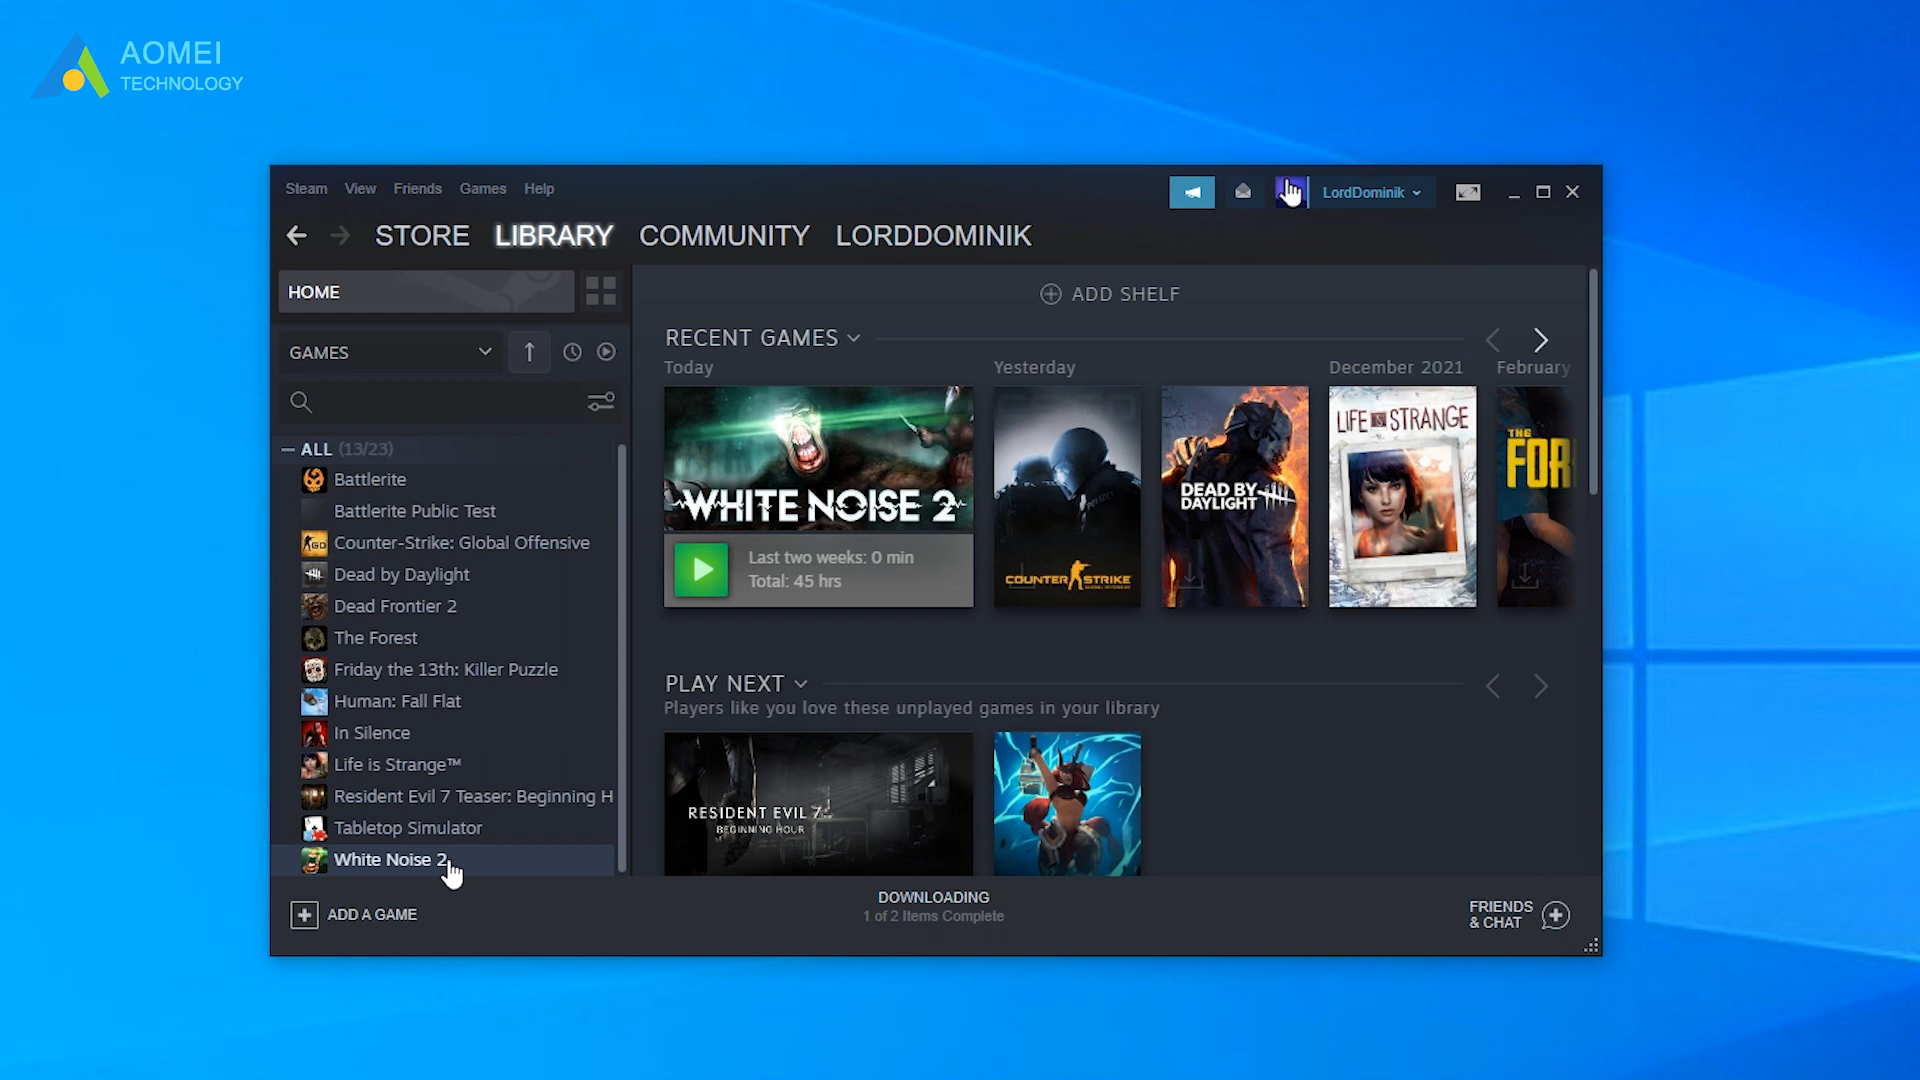 AOMEI
TECHNOLOGY
Steam View Friends Games Help
LordDominik
STORE LIBRARY COMMUNITY LORDDOMINIK
HOME
ADD SHELF
GAMES
RECENT GAMES
Today
Yesterday
December 2021
February
WHITE NOISE 2
Last two weeks: 0 min
Total: 45 hrs
COUNTER STRIKE
DEAD BY
DAYLIGHT
LIFE IS STRANGE
THE
FOR
ALL (13/23)
Battlerite
Battlerite Public Test
GO
Counter-Strike: Global Offensive
Dead by Daylight
Dead Frontier 2
The Forest
Friday the 13th: Killer Puzzle
Human: Fall Flat
In Silence
Life is Strange™
Resident Evil 7 Teaser: Beginning H
Tabletop Simulator
White Noise 2
PLAY NEXT
Players like you love these unplayed games in your library
RESIDENT EVIL 7
BEGINNING HOUR
ADD A GAME
DOWNLOADING
1 of 2 Items Complete
FRIENDS
& CHAT